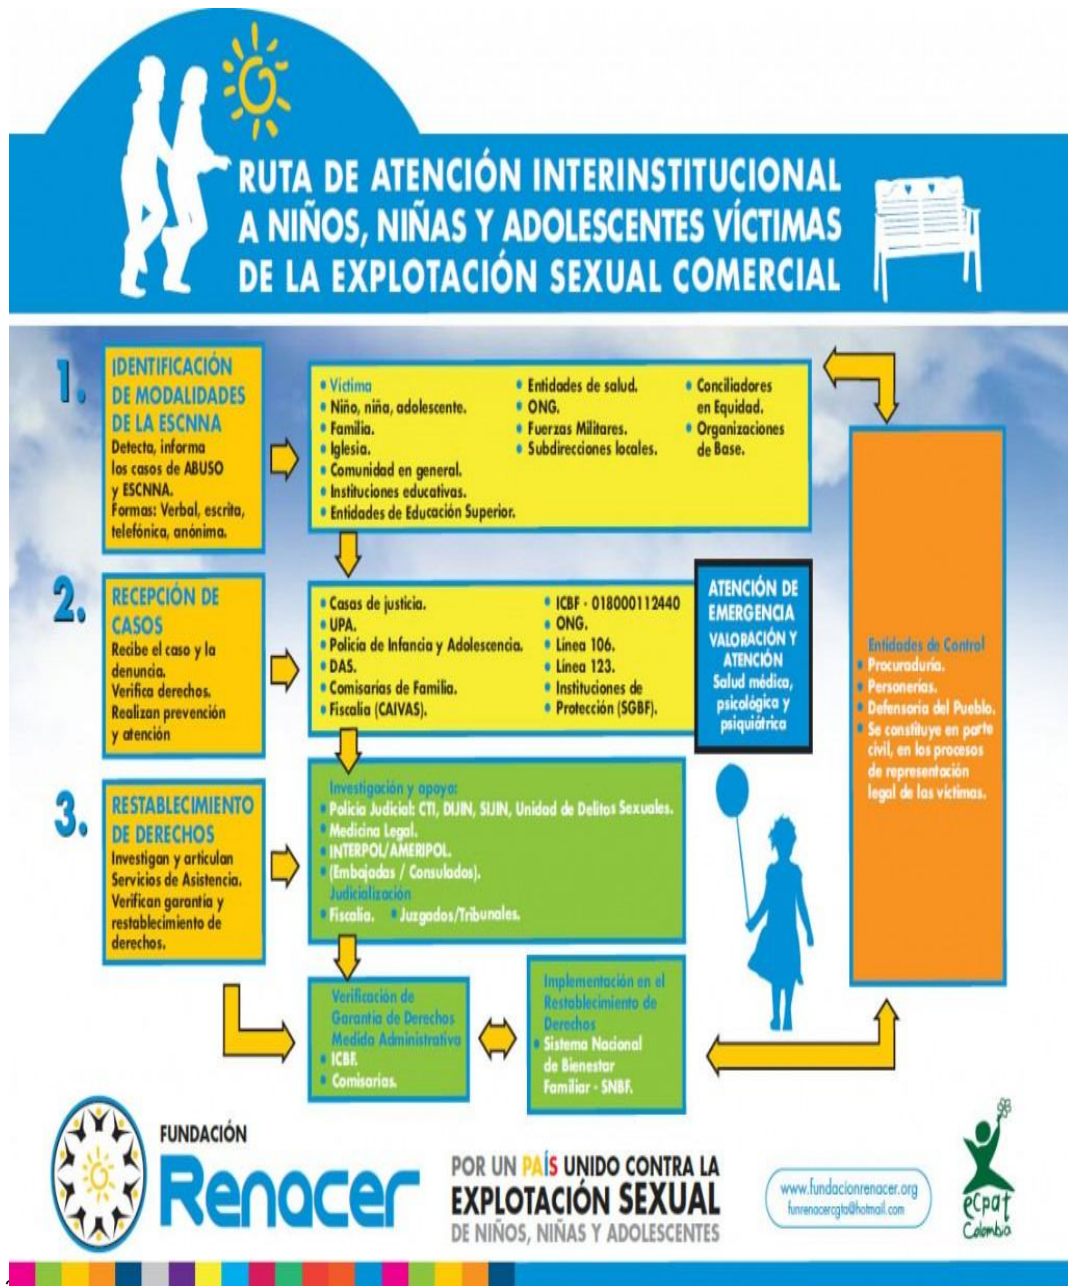 RUTA DE ATENCIÓN INTERINSTITUCIONAL
A NIÑOS, NIÑAS Y ADOLESCENTES VÍCTIMAS
DE LA EXPLOTACIÓN SEXUAL COMERCIAL
1.
IDENTIFICACIÓN
DE MODALIDADES
DE LA ESCNNA
Detecta, informa
los casos de ABUSO
y ESCNNA.
Formas: Verbal, escrita,
telefónica, anónima.
• Víctima
• Niño, niña, adolescente.
• Familia.
• Iglesia.
• Comunidad en general.
• Instituciones educativas.
• Entidades de Educación Superior.
• Entidades de salud.
• ONG.
• Fuerzas Militares.
• Subdirecciones locales.
• Conciliadores
en Equidad.
• Organizaciones
de Base.
2.
RECEPCIÓN DE
CASOS
Recibe el caso y la
denuncia.
Verifica derechos.
Realizan prevención
y atención
• Casas de justicia.
• UPA.
• Policía de Infancia y Adolescencia.
• DAS.
• Comisarías de Familia.
• Fiscalía (CAIVAS).
• ICBF - 018000112440
• ONG.
• Línea 106.
• Línea 123.
• Instituciones de
• Protección (SGBF).
ATENCIÓN DE
EMERGENCIA
VALORACIÓN Y
ATENCIÓN
Salud médica,
psicológica y
psiquiátrica
Entidades de Control
• Procuraduría.
• Personerías.
• Defensoría del Pueblo.
• Se constituye en parte
civil, en los procesos
de representación
legal de las víctimas.
3.
RESTABLECIMIENTO
DE DERECHOS
Investigan y articulan
Servicios de Asistencia.
Verifican garantía y
restablecimiento de
derechos.
Investigación y apoyo:
• Policía Judicial: CTI, DIJIN, SIJIN, Unidad de Delitos Sexuales.
• Medicina Legal.
• INTERPOL/AMERIPOL.
• (Embajadas / Consulados).
Judicialización
• Fiscalía. • Juzgados/Tribunales.
Verificación de
Garantía de Derechos
Medida Administrativa
• ICBF.
• Comisarías.
Implementación en el
Restablecimiento de
Derechos
• Sistema Nacional
de Bienestar
Familiar - SNBF.
FUNDACIÓN
Renacer
POR UN PAÍS UNIDO CONTRA LA
EXPLOTACIÓN SEXUAL
DE NIÑOS, NIÑAS Y ADOLESCENTES
www.fundacionrenacer.org
funrenacercgta@hotmail.com
eCpat
Colombia